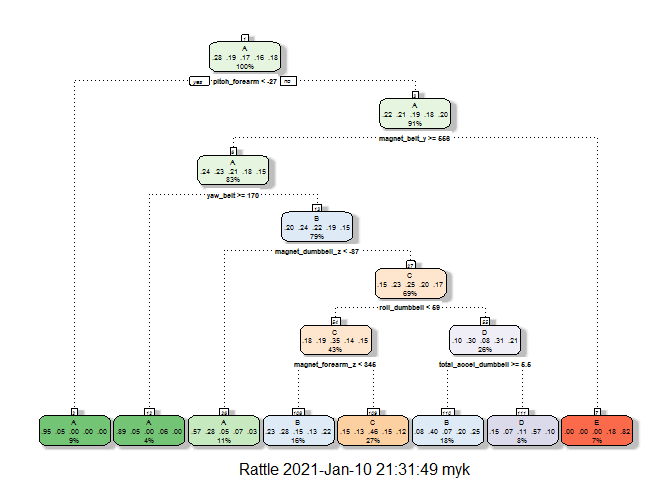 1
A
.28 .19 .17 .16 .18
100%
yes pitch_forearm < -27 no
3
A
.22 .21 .19 .18 .20
91%
magnet_belt_y >= 556
6
A
.24 .23 .21 .18 .15
83%
yaw_belt >= 170
13
B
.20 .24 .22 .19 .15
79%
magnet_dumbbell_z < -87
27
C
.15 .23 .25 .20 .17
69%
roll_dumbbell < 59
54
C
.18 .19 .35 .14 .15
43%
magnet_forearm_z < 345
55
D
.10 .30 .08 .31 .21
26%
total_accel_dumbbell >= 5.5
2
A
.95 .05 .00 .00 .00
9%
12
A
.89 .05 .00 .06 .00
4%
26
A
.57 .28 .05 .07 .03
11%
108
B
.23 .28 .15 .13 .22
16%
109
C
.15 .13 .46 .15 .12
27%
110
B
.08 .40 .07 .20 .25
18%
111
D
.15 .07 .11 .57 .10
8%
7
E
.00 .00 .00 .18 .82
7%
Rattle 2021-Jan-10 21:31:49 myk